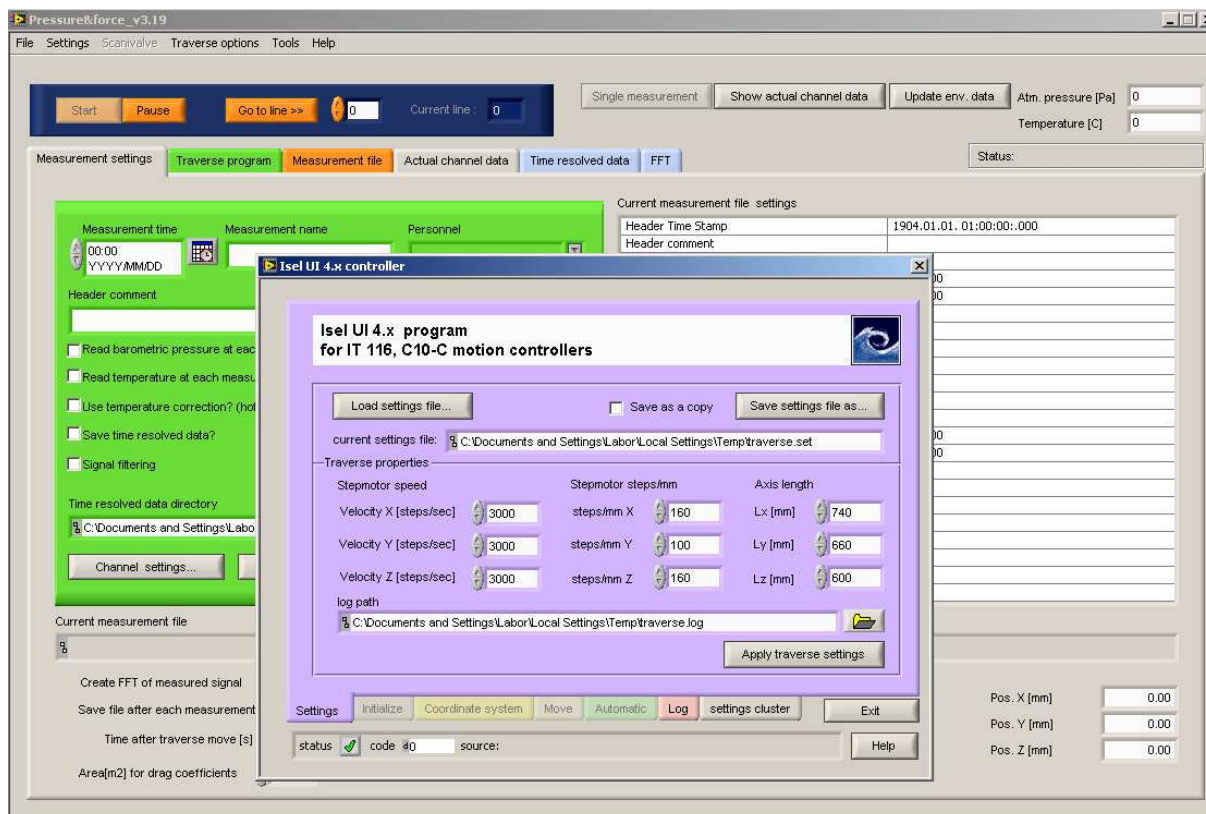 Pressure&force_v3.19
File Settings Scanivalve Traverse options Tools Help
Start Pause Go to line >> 0 Current line : 0
Single measurement Show actual channel data Update env. data Atm. pressure [Pa] 0
Temperature [C] 0
Measurement settings Traverse program Measurement file Actual channel data Time resolved data FFT
Status:
Current measurement file settings
Header Time Stamp 1904.01.01. 01:00:00:.000
Header comment
Measurement time Measurement name Personnel
00:00
YYYY/MM/DD
Header comment
Read barometric pressure at eac
Read temperature at each measu
Use temperature correction? (hot
Save time resolved data?
Signal filtering
Time resolved data directory
C:\Documents and Settings\Labo
Channel settings...
Current measurement file
Create FFT of measured signal
Save file after each measurement
Time after traverse move [s]
Area[m2] for drag coefficients
Isel UI 4.x controller
Isel UI 4.x program
for IT 116, C10-C motion controllers
Load settings file... Save as a copy Save settings file as...
current settings file: C:\Documents and Settings\Labor\Local Settings\Temp\traverse.set
Traverse properties
Stepmotor speed Stepmotor steps/mm Axis length
Velocity X [steps/sec] 3000 steps/mm X 160 Lx [mm] 740
Velocity Y [steps/sec] 3000 steps/mm Y 100 Ly [mm] 660
Velocity Z [steps/sec] 3000 steps/mm Z 160 Lz [mm] 600
log path
C:\Documents and Settings\Labor\Local Settings\Temp\traverse.log
Apply traverse settings
Settings Initialize Coordinate system Move Automatic Log settings cluster Exit
status code d0 source: Help
00
00
00
00
Pos. X [mm] 0.00
Pos. Y [mm] 0.00
Pos. Z [mm] 0.00